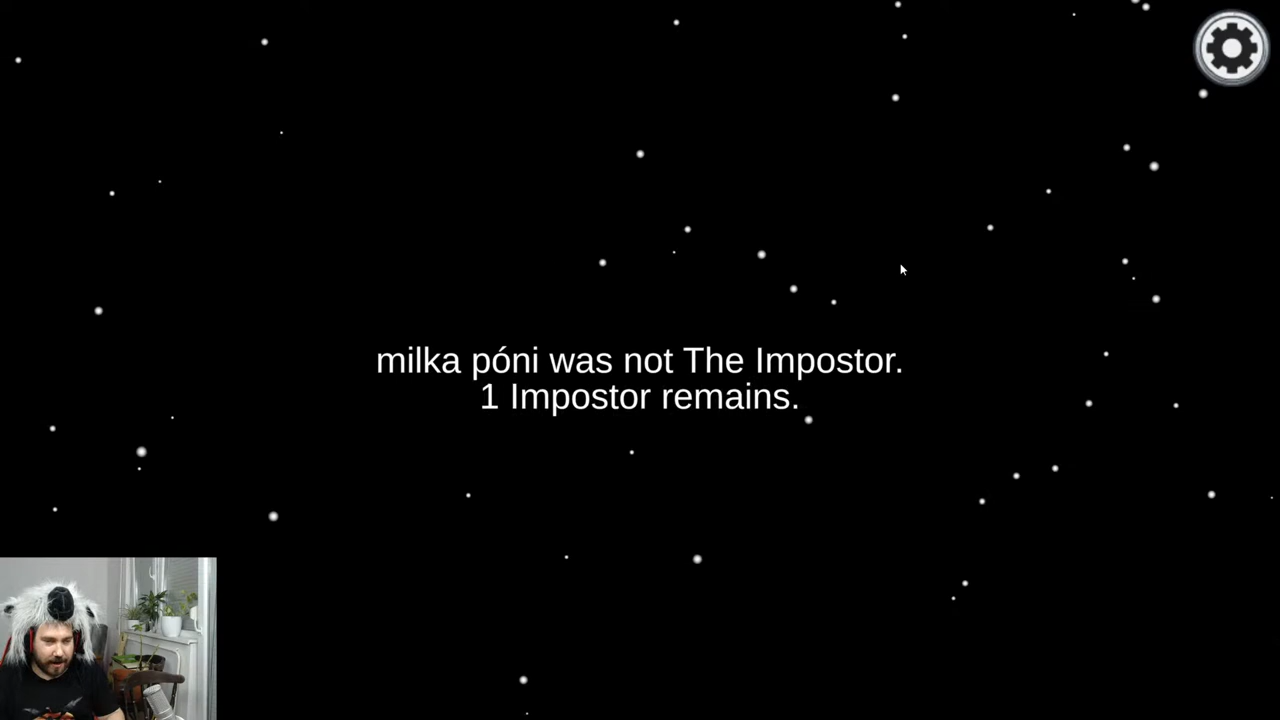 milka póni was not The Impostor.
1 Impostor remains.